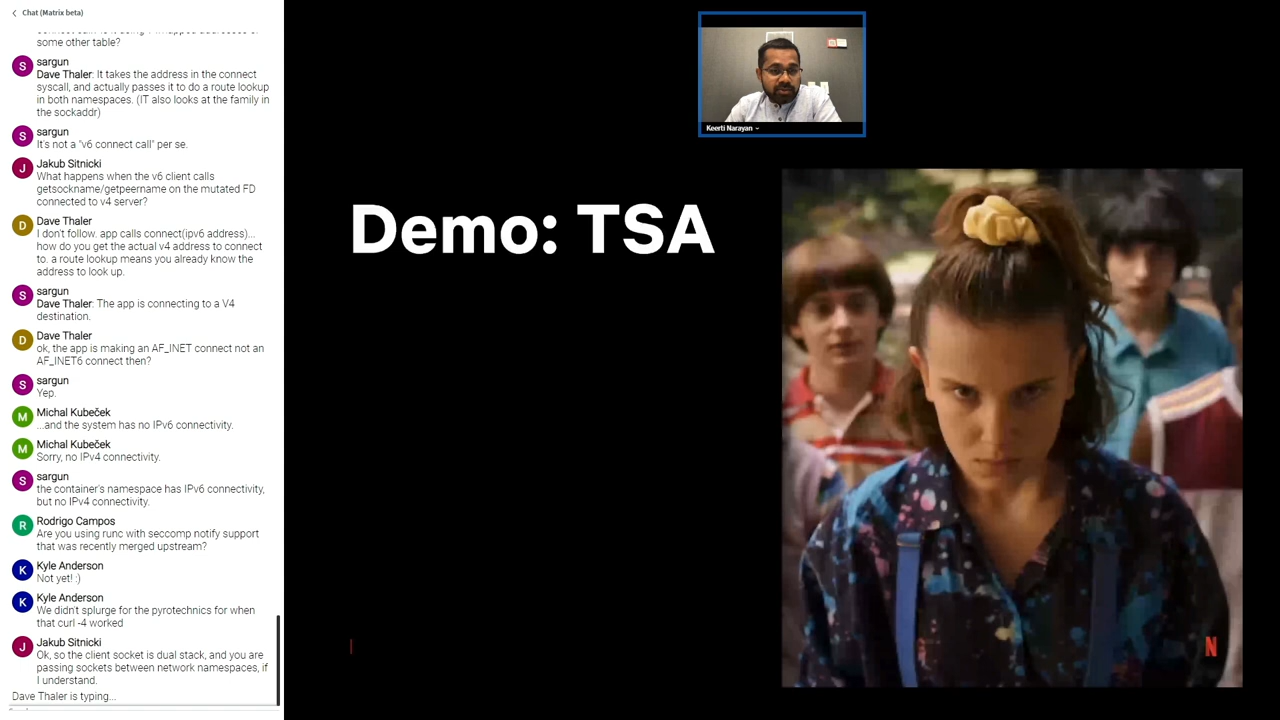 Chat (Matrix beta)
some other table?
S
sargun
Dave Thaler: It takes the address in the connect
syscall, and actually passes it to do a route lookup
in both namespaces. (IT also looks at the family in
the sockaddr)
S
sargun
It's not a "v6 connect call" per se.
J
Jakub Sitnicki
What happens when the v6 client calls
getsockname/getpeername on the mutated FD
connected to v4 server?
D
Dave Thaler
I don't follow. app calls connect(ipv6 address)...
how do you get the actual v4 address to connect
to. a route lookup means you already know the
address to look up.
S
sargun
Dave Thaler: The app is connecting to a V4
destination.
D
Dave Thaler
ok, the app is making an AF_INET connect not an
AF_INET6 connect then?
S
sargun
Yep.
M
Michal Kubeček
...and the system has no IPv6 connectivity.
M
Michal Kubeček
Sorry, no IPv4 connectivity.
S
sargun
the container's namespace has IPv6 connectivity,
but no IPv4 connectivity.
R
Rodrigo Campos
Are you using runc with seccomp notify support
that was recently merged upstream?
K
Kyle Anderson
Not yet! :)
K
Kyle Anderson
We didn't splurge for the pyrotechnics for when
that curl -4 worked
J
Jakub Sitnicki
Ok, so the client socket is dual stack, and you are
passing sockets between network namespaces, if
I understand.
Dave Thaler is typing...
Keerti Narayan
Demo: TSA
N